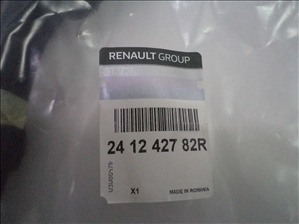 RENAULT GROUP
24 12 427 82R
X1 MADE IN ROMANIA